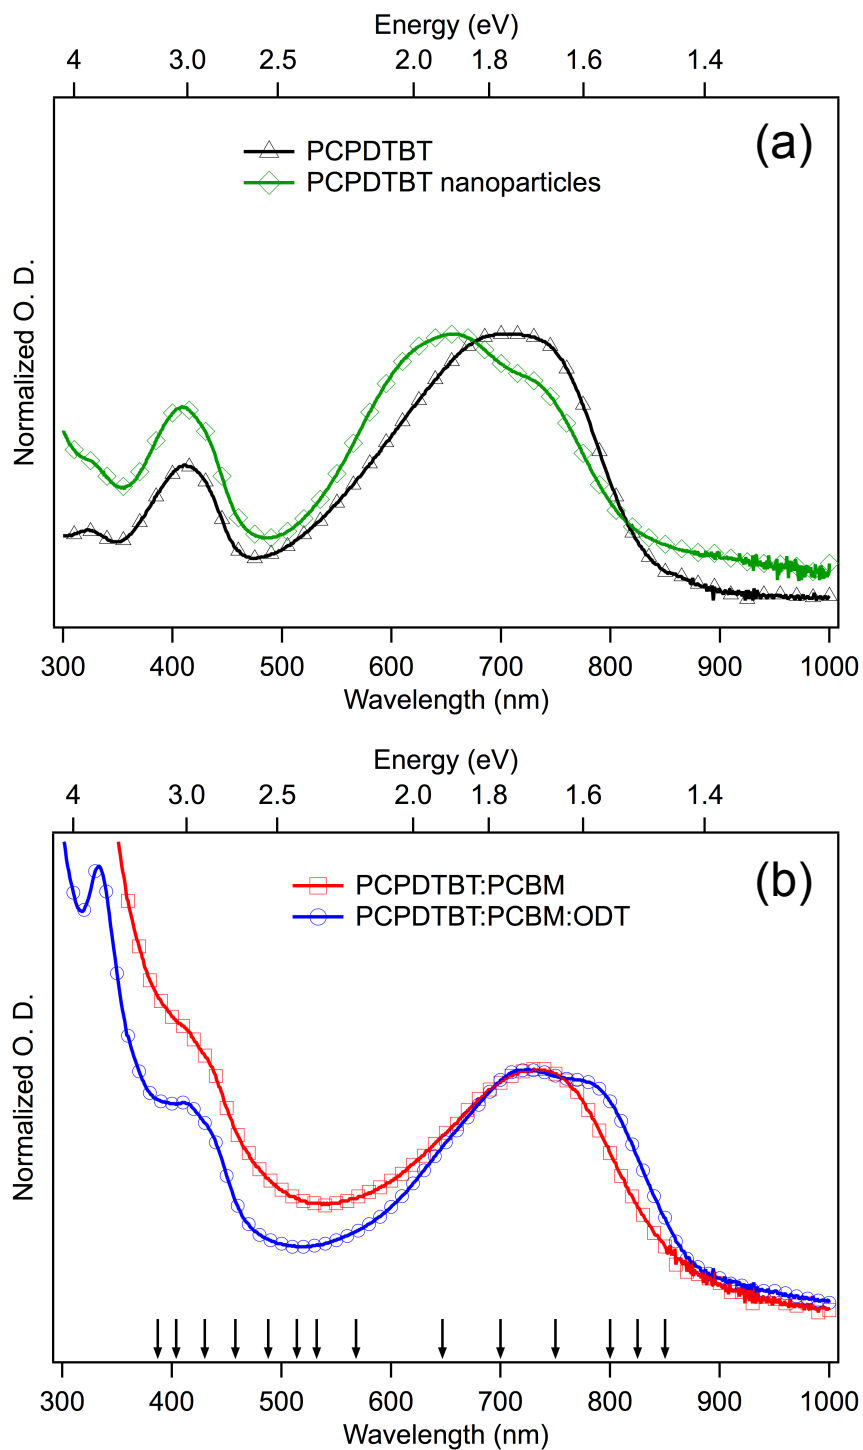 Energy (eV)
4 3.0 2.5 2.0 1.8 1.6 1.4
(a)
PCPDTBT
PCPDTBT nanoparticles
Normalized O. D.
300 400 500 600 700 800 900 1000
Wavelength (nm)
Energy (eV)
4 3.0 2.5 2.0 1.8 1.6 1.4
(b)
PCPDTBT:PCBM
PCPDTBT:PCBM:ODT
Normalized O. D.
300 400 500 600 700 800 900 1000
Wavelength (nm)